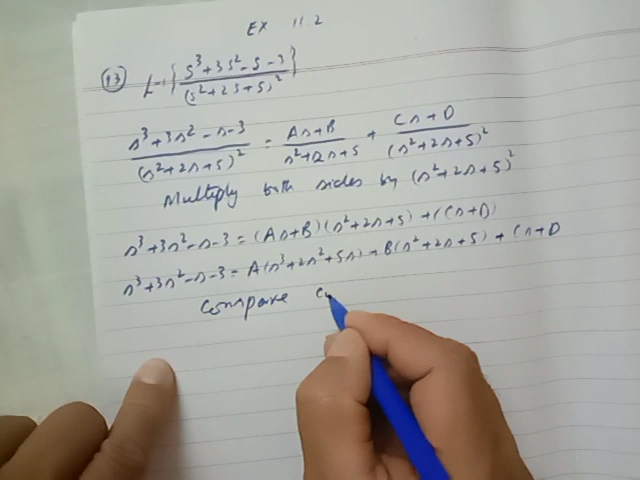 EX 11.2
(13) L⁻¹{(s³+3s²-s-3)/(s²+2s+5)²}
(s³+3s²-s-3)/(s²+2s+5)² = (As+B)/(s²+2s+5) + (Cs+D)/(s²+2s+5)²
Multiply both sides by (s²+2s+5)²
s³+3s²-s-3 = (As+B)(s²+2s+5)+(Cs+D)
s³+3s²-s-3 = A(s³+2s²+5s)+B(s²+2s+5)+Cs+D
Compare